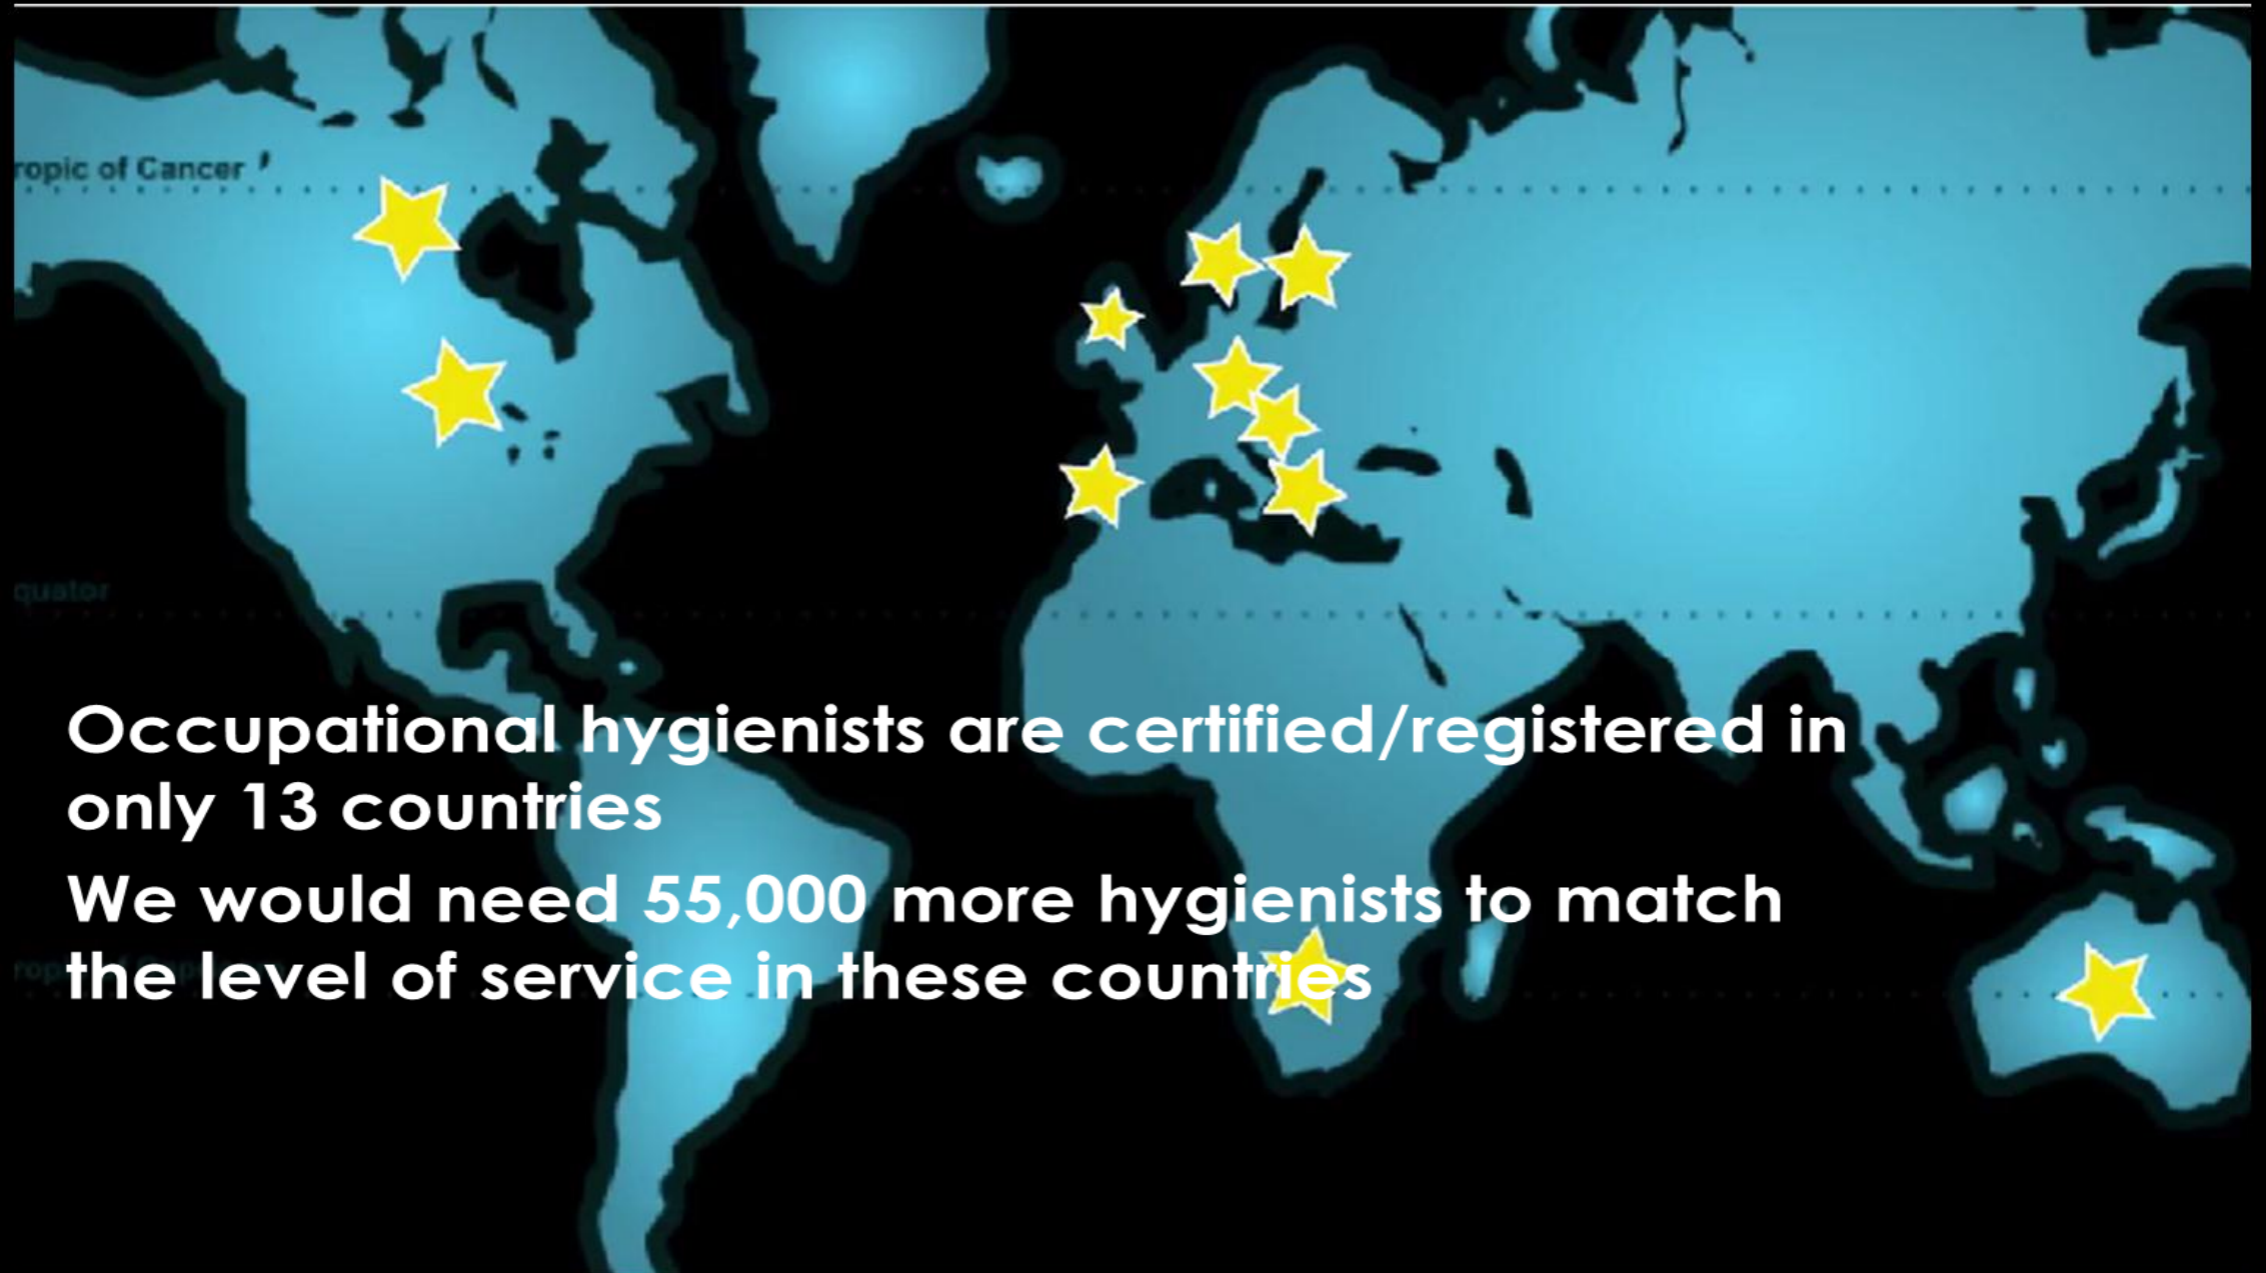 ropic of Cancer
quator
Occupational hygienists are certified/registered in
only 13 countries
We would need 55,000 more hygienists to match
the level of service in these countries